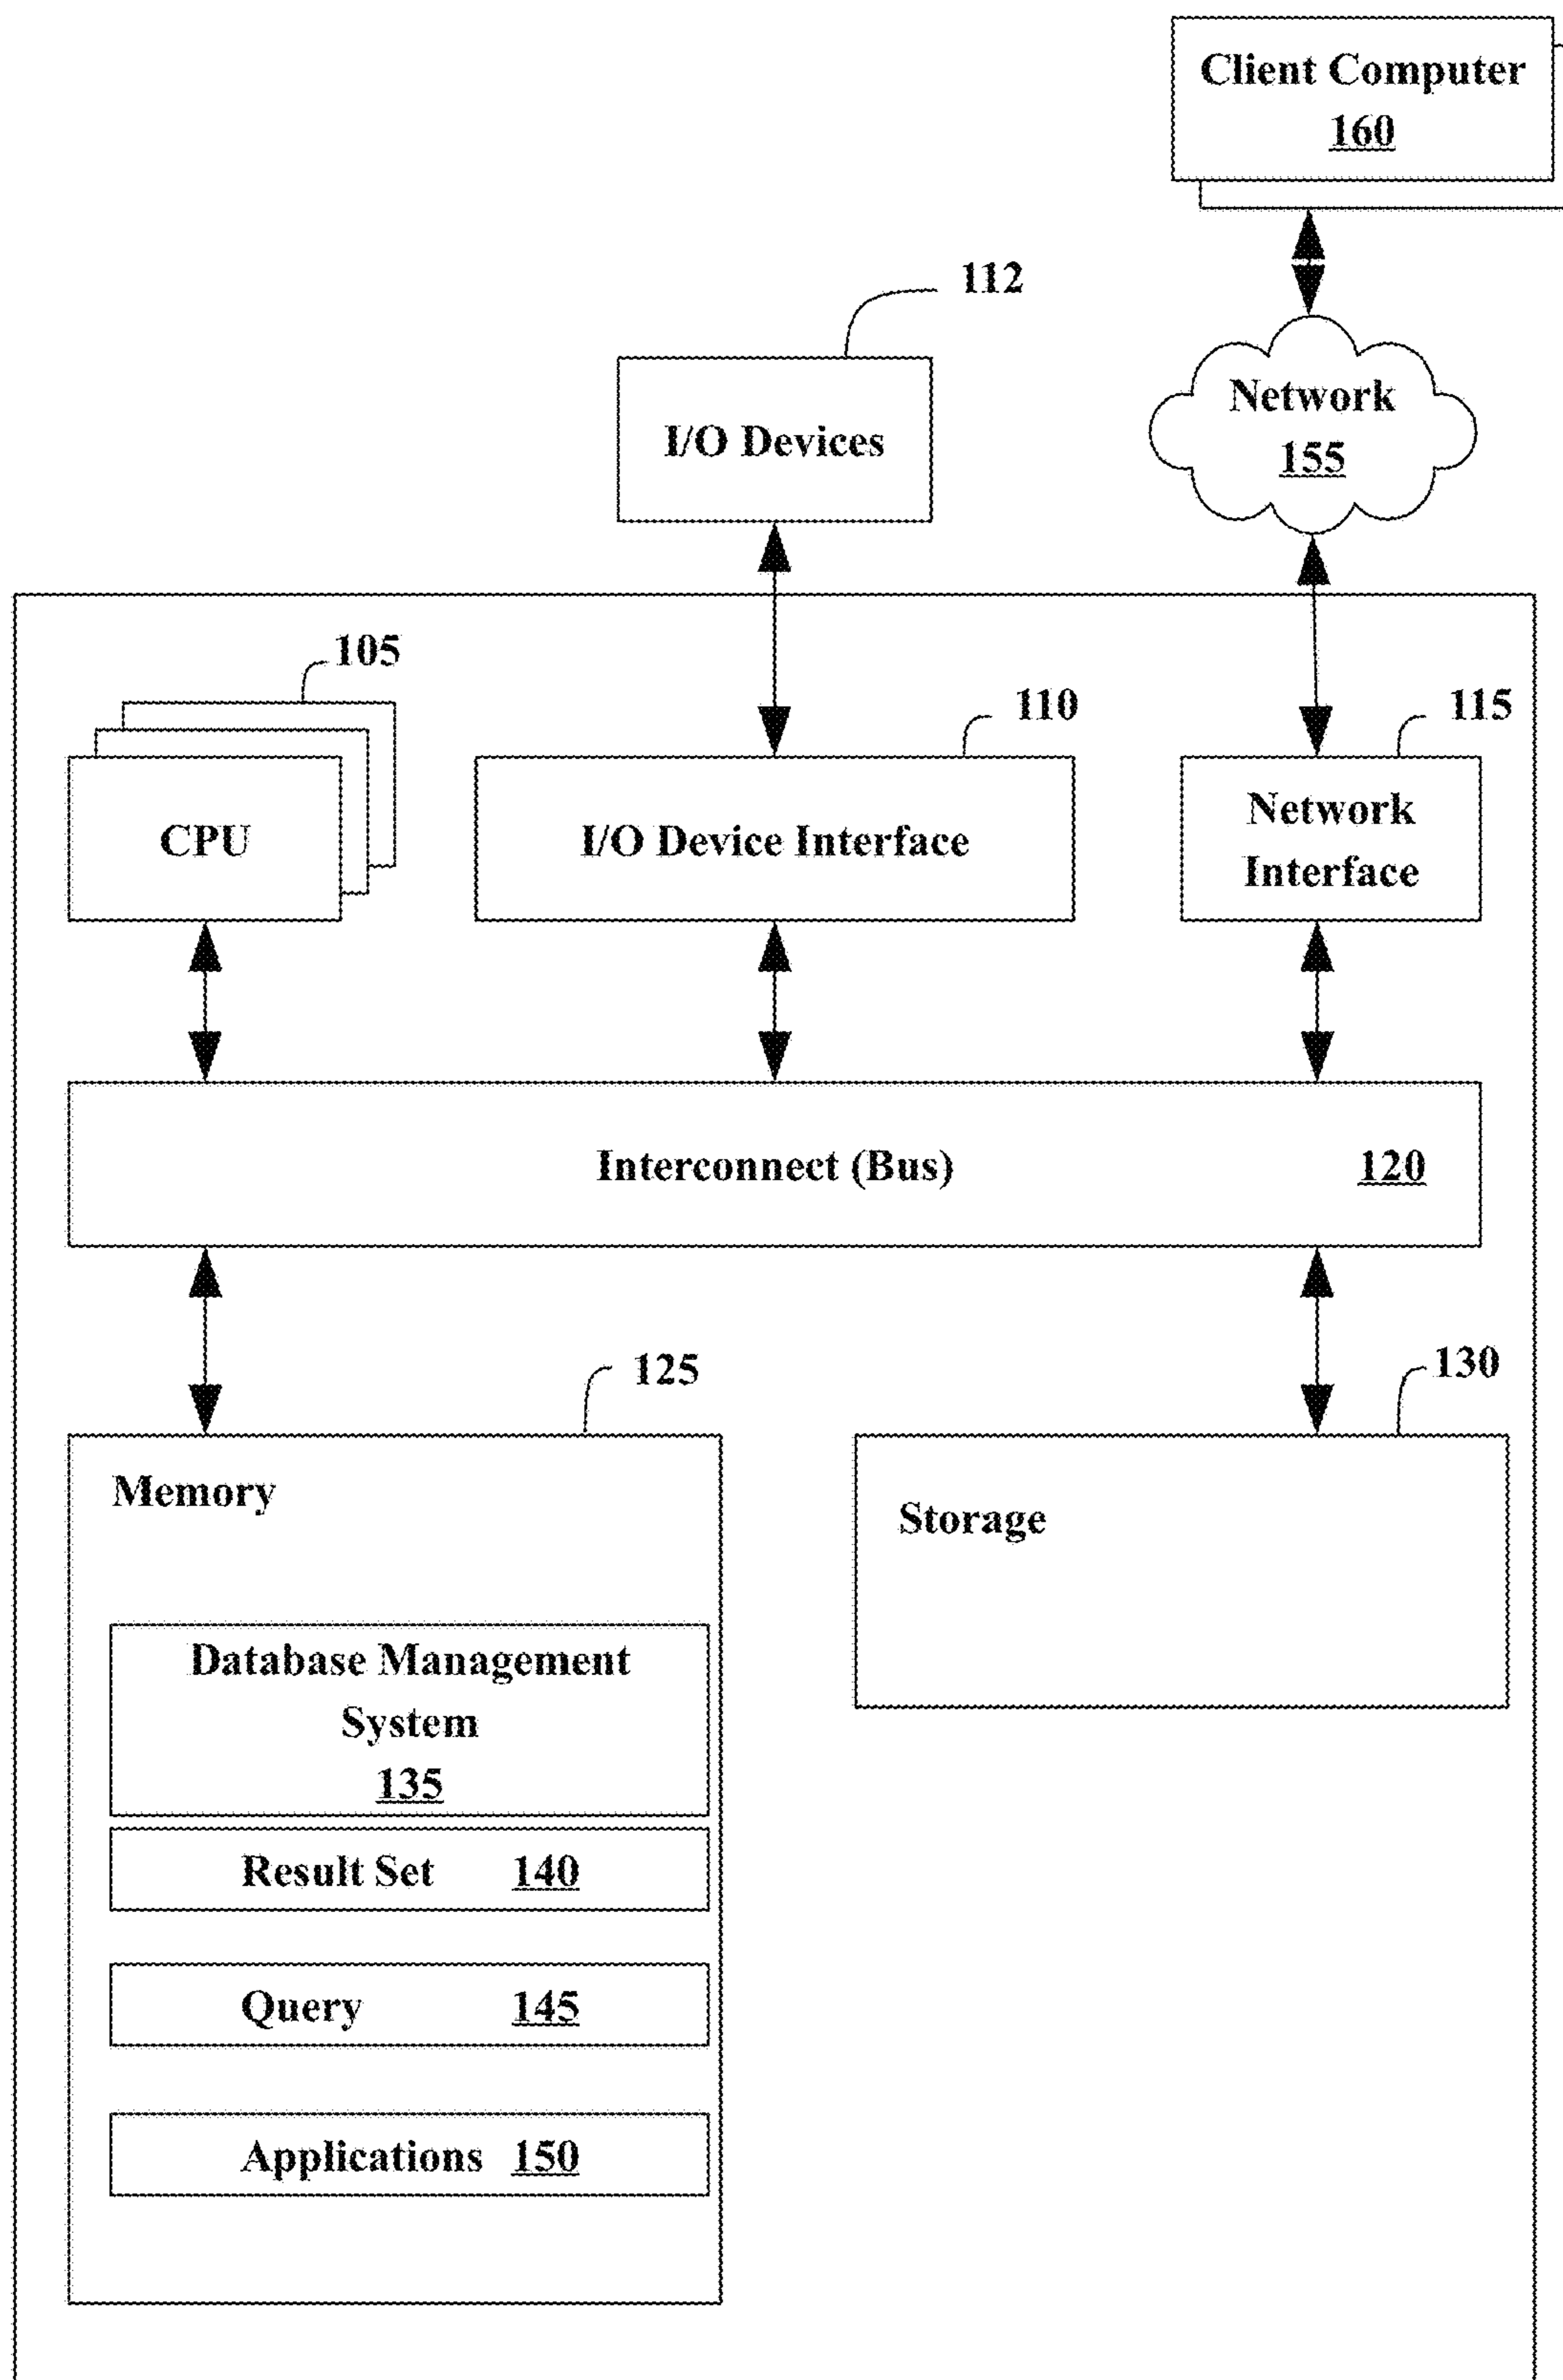 Client Computer
160
112
I/O Devices
Network
155
105
110
115
CPU
I/O Device Interface
Network
Interface
Interconnect (Bus) 120
125
130
Memory
Storage
Database Management
System
135
Result Set 140
Query 145
Applications 150